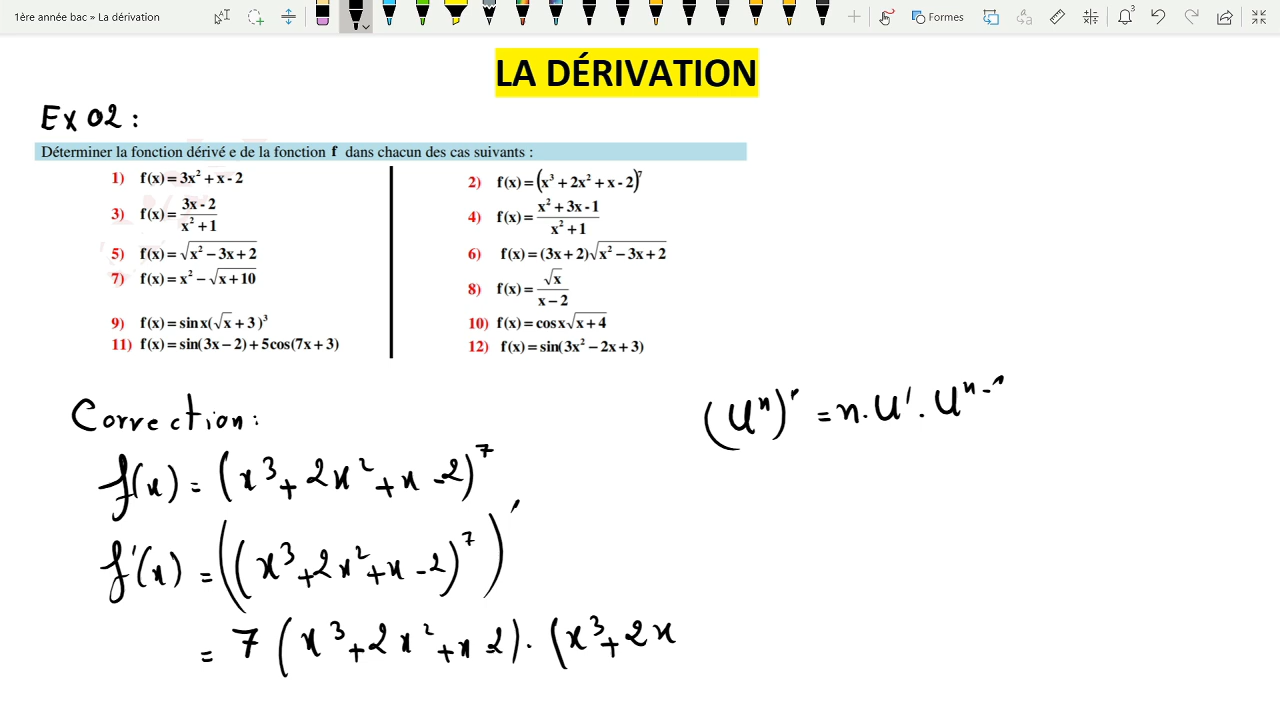 1ère année bac » La dérivation
Formes
3
LA DÉRIVATION
Ex 02 :
Déterminer la fonction dérivé e de la fonction f dans chacun des cas suivants :
1) f(x) = 3x² + x - 2
2) f(x) = (x³ + 2x² + x - 2)⁷
3) f(x) = (3x - 2)/(x² + 1)
4) f(x) = (x² + 3x - 1)/(x² + 1)
5) f(x) = √(x² − 3x + 2)
6) f(x) = (3x + 2)√(x² − 3x + 2)
7) f(x) = x² − √(x + 10)
8) f(x) = √x/(x − 2)
9) f(x) = sin x(√x + 3)³
10) f(x) = cos x√(x + 4)
11) f(x) = sin(3x − 2) + 5cos(7x + 3)
12) f(x) = sin(3x² − 2x + 3)
Correction :
(Uⁿ)' = n . U' . Uⁿ⁻¹
f(x) = (x³ + 2x² + x - 2)⁷
f'(x) = ((x³ + 2x² + x - 2)⁷)'
= 7 (x³ + 2x² + x - 2) . (x³ + 2x